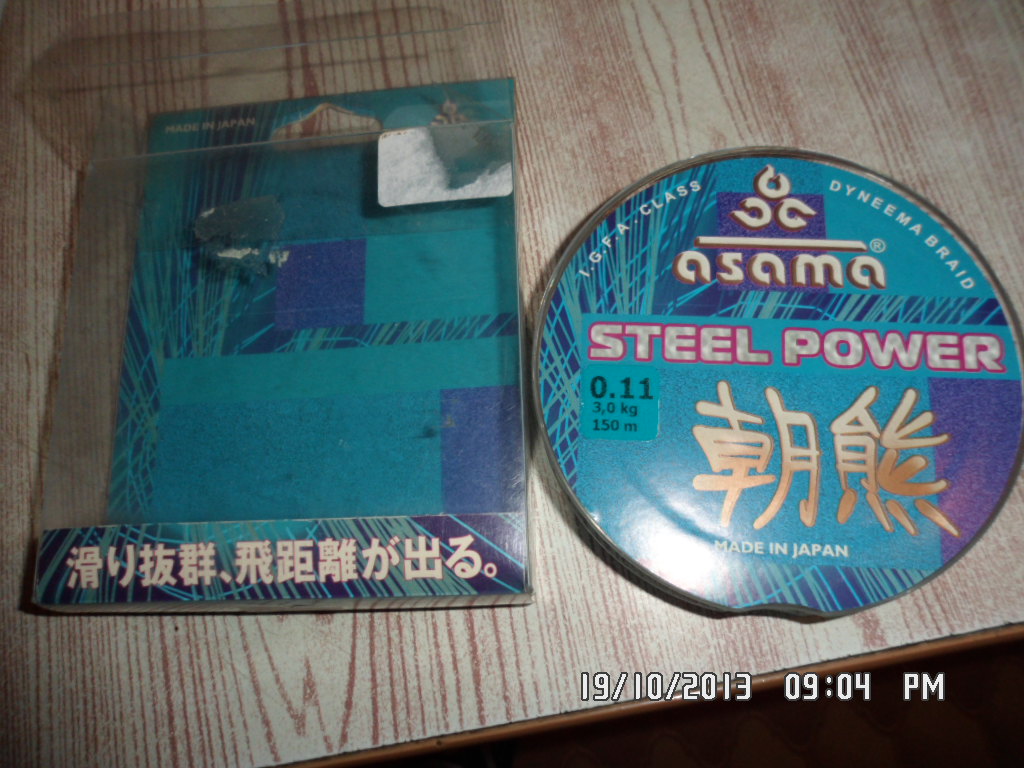 MADE IN JAPAN
滑り抜群、飛距離が出る。
I.G.F.A. CLASS
DYNEEMA BRAID
asama®
STEEL POWER
0.11
3,0 kg
150 m
朝熊
MADE IN JAPAN
19/10/2013 09:04 PM